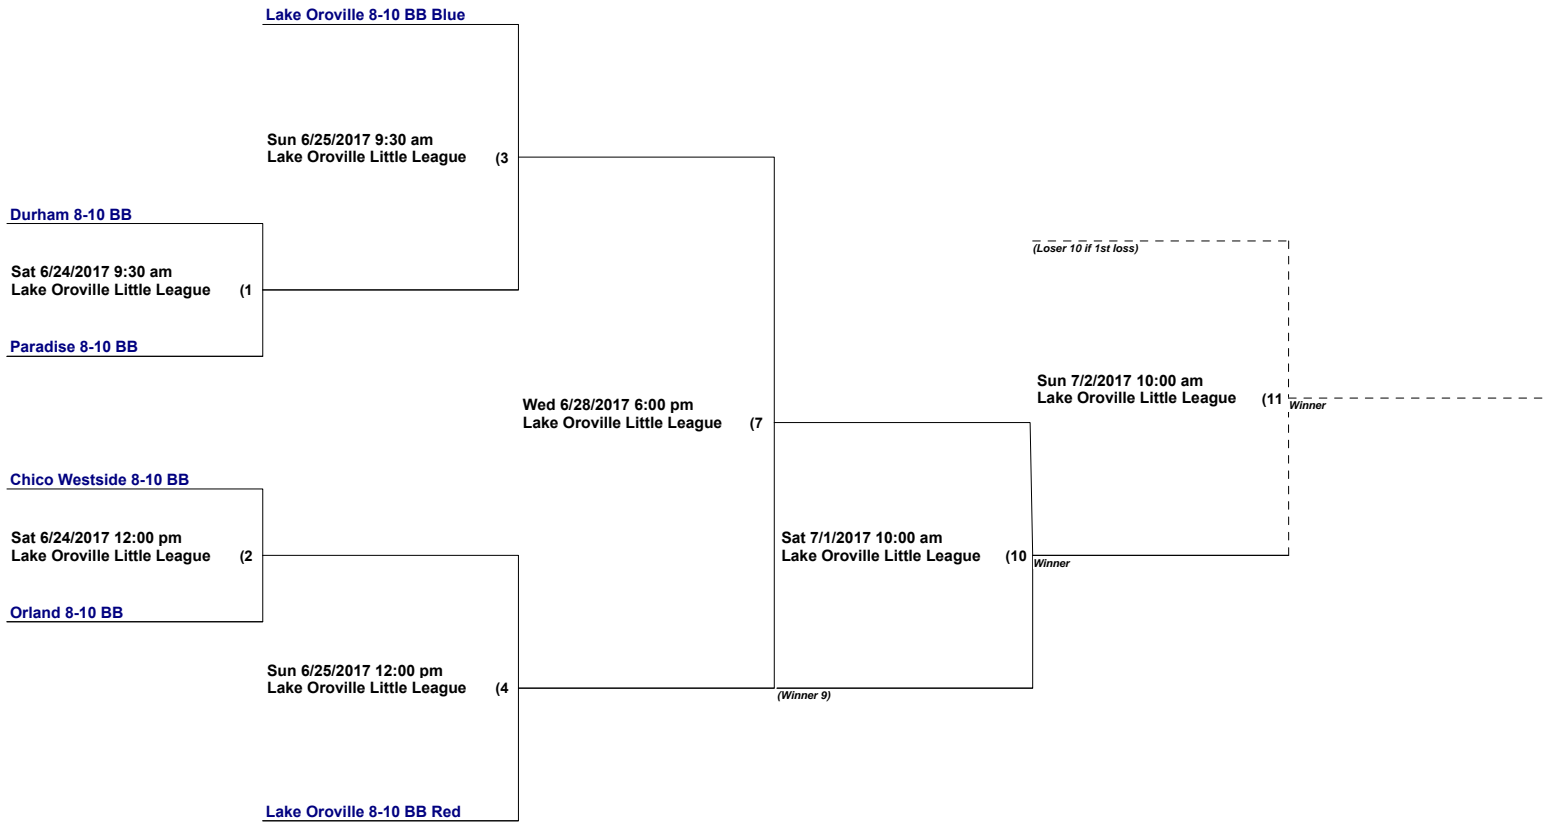 Lake Oroville 8-10 BB Blue
Sun 6/25/2017 9:30 am
Lake Oroville Little League (3
Durham 8-10 BB
(Loser 10 if 1st loss)
Sat 6/24/2017 9:30 am
Lake Oroville Little League (1
Paradise 8-10 BB
Sun 7/2/2017 10:00 am
Lake Oroville Little League (11
Winner
Wed 6/28/2017 6:00 pm
Lake Oroville Little League (7
Chico Westside 8-10 BB
Sat 6/24/2017 12:00 pm
Lake Oroville Little League (2
Sat 7/1/2017 10:00 am
Lake Oroville Little League (10
Winner
Orland 8-10 BB
Sun 6/25/2017 12:00 pm
Lake Oroville Little League (4
(Winner 9)
Lake Oroville 8-10 BB Red